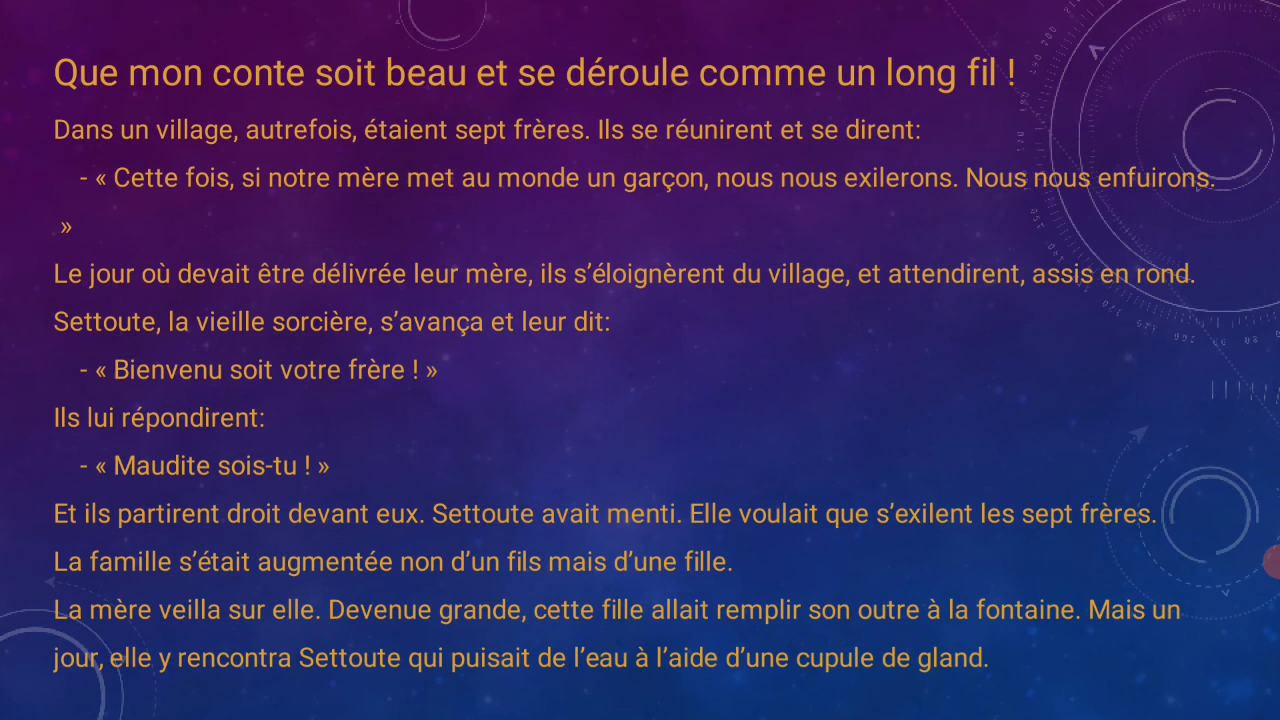 Que mon conte soit beau et se déroule comme un long fil !
Dans un village, autrefois, étaient sept frères. Ils se réunirent et se dirent:
- « Cette fois, si notre mère met au monde un garçon, nous nous exilerons. Nous nous enfuirons.
»
Le jour où devait être délivrée leur mère, ils s’éloignèrent du village, et attendirent, assis en rond.
Settoute, la vieille sorcière, s’avança et leur dit:
- « Bienvenu soit votre frère ! »
Ils lui répondirent:
- « Maudite sois-tu ! »
Et ils partirent droit devant eux. Settoute avait menti. Elle voulait que s’exilent les sept frères.
La famille s’était augmentée non d’un fils mais d’une fille.
La mère veilla sur elle. Devenue grande, cette fille allait remplir son outre à la fontaine. Mais un
jour, elle y rencontra Settoute qui puisait de l’eau à l’aide d’une cupule de gland.